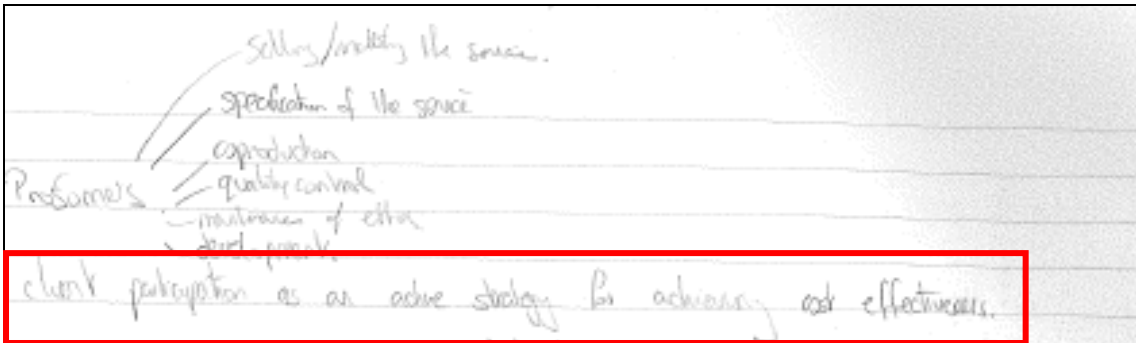 selling/marketing the service.
specification of the service
coproduction
Prosumers
quality control
maintenance of ethos
development
client participation as an active strategy for achieving cost effectiveness.